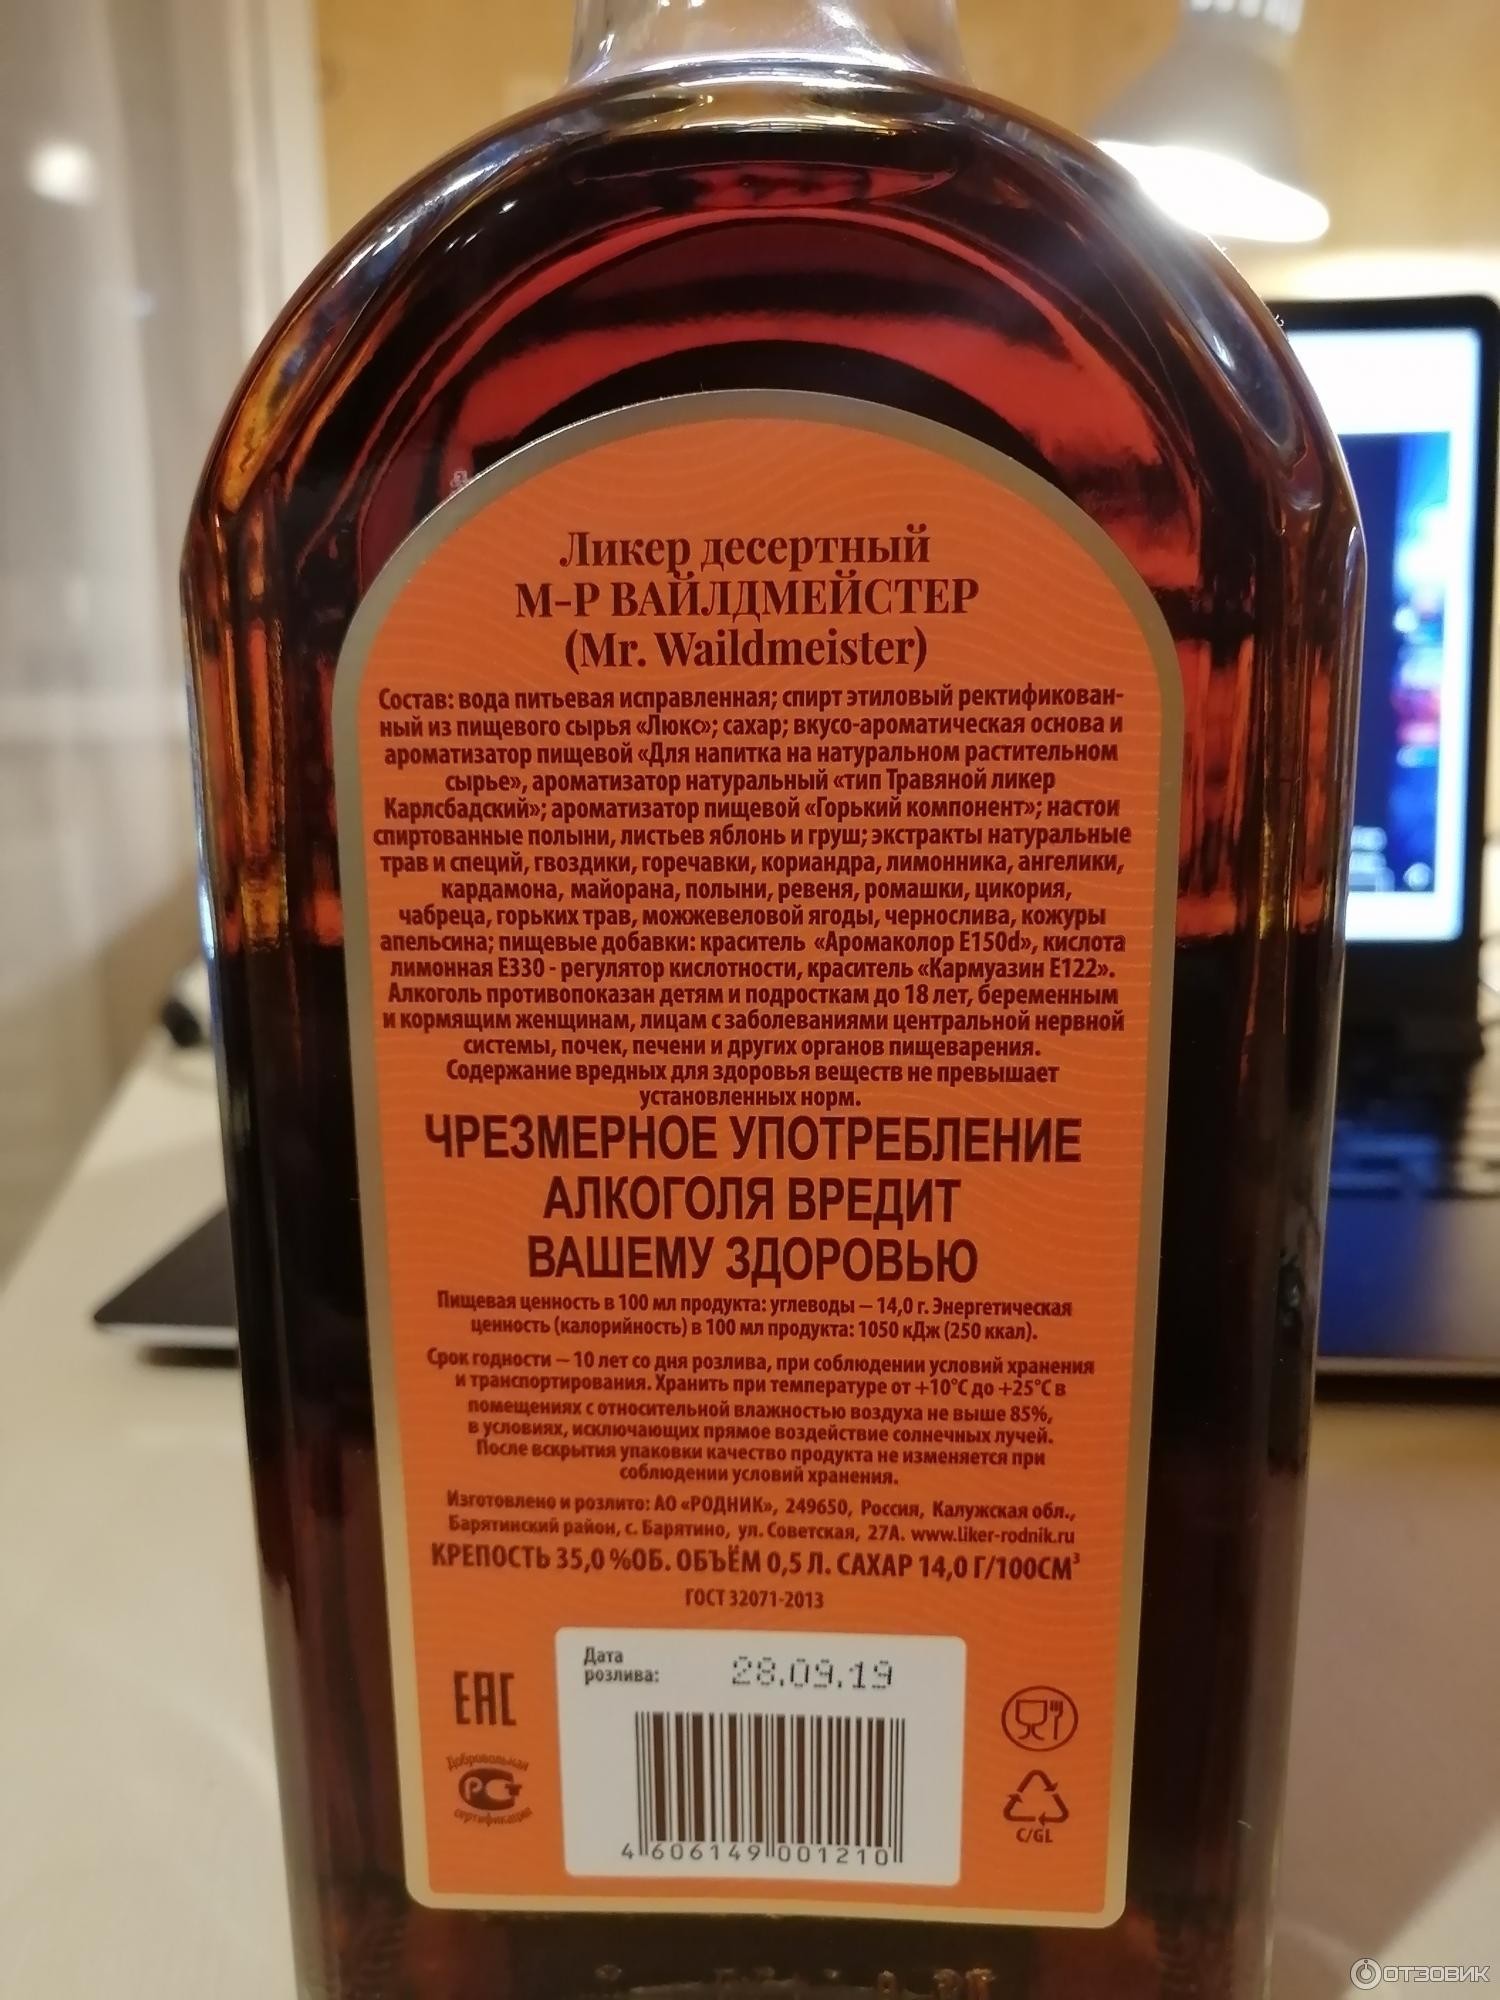 Ликер десертный
М-Р ВАЙЛДМЕЙСТЕР
(Mr. Waildmeister)
Состав: вода питьевая исправленная; спирт этиловый ректификован-
ный из пищевого сырья «Люкс»; сахар; вкусо-ароматическая основа и
ароматизатор пищевой «Для напитка на натуральном растительном
сырье», ароматизатор натуральный «тип Травяной ликер
Карлсбадский»; ароматизатор пищевой «Горький компонент»; настои
спиртованные полыни, листьев яблонь и груш; экстракты натуральные
трав и специй, гвоздики, горечавки, кориандра, лимонника, ангелики,
кардамона, майорана, полыни, ревеня, ромашки, цикория,
чабреца, горьких трав, можжевеловой ягоды, чернослива, кожуры
апельсина; пищевые добавки: краситель «Аромаколор Е150d», кислота
лимонная Е330 - регулятор кислотности, краситель «Кармуазин Е122».
Алкоголь противопоказан детям и подросткам до 18 лет, беременным
и кормящим женщинам, лицам с заболеваниями центральной нервной
системы, почек, печени и других органов пищеварения.
Содержание вредных для здоровья веществ не превышает
установленных норм.
ЧРЕЗМЕРНОЕ УПОТРЕБЛЕНИЕ
АЛКОГОЛЯ ВРЕДИТ
ВАШЕМУ ЗДОРОВЬЮ
Пищевая ценность в 100 мл продукта: углеводы – 14,0 г. Энергетическая
ценность (калорийность) в 100 мл продукта: 1050 кДж (250 ккал).
Срок годности – 10 лет со дня розлива, при соблюдении условий хранения
и транспортирования. Хранить при температуре от +10°С до +25°С в
помещениях с относительной влажностью воздуха не выше 85%,
в условиях, исключающих прямое воздействие солнечных лучей.
После вскрытия упаковки качество продукта не изменяется при
соблюдении условий хранения.
Изготовлено и розлито: АО «РОДНИК», 249650, Россия, Калужская обл.,
Барятинский район, с. Барятино, ул. Советская, 27А. www.liker-rodnik.ru
КРЕПОСТЬ 35,0 %ОБ. ОБЪЁМ 0,5 Л. САХАР 14,0 Г/100СМ³
ГОСТ 32071-2013
Дата
розлива:
28.09.19
ЕАС
Добровольная
РСТ
сертификация
C/GL
4 606149 001210
ОТЗОВИК